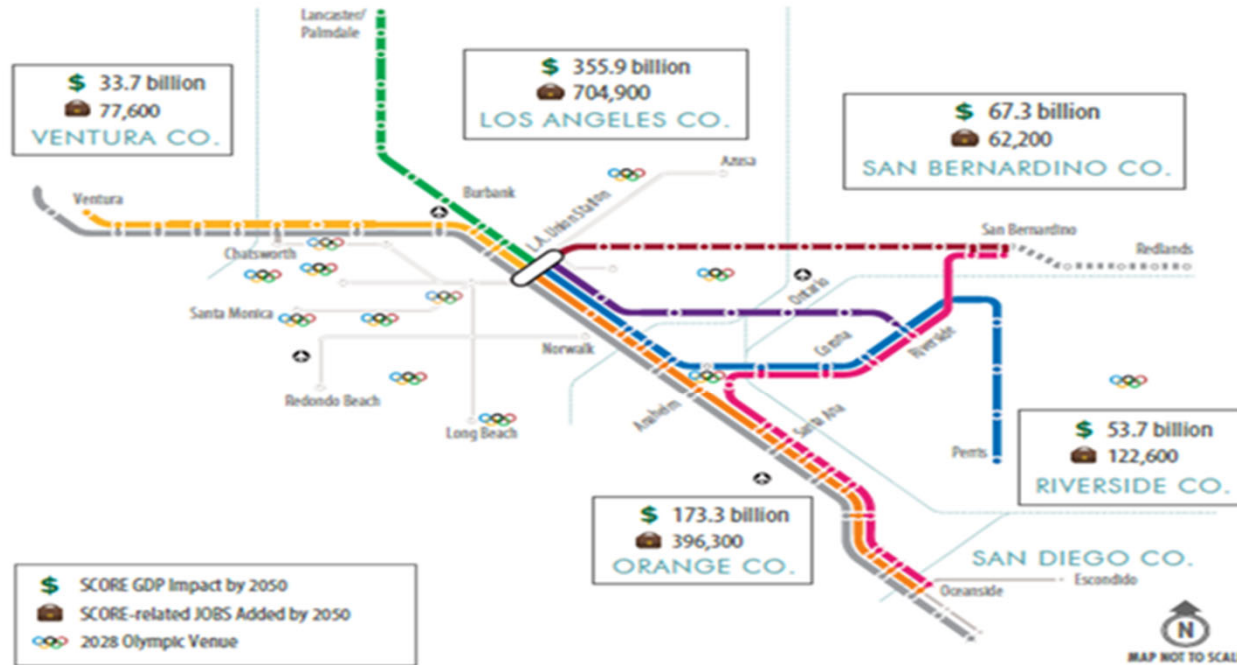 Lancaster/
Palmdale
$ 33.7 billion
77,600
VENTURA CO.
$ 355.9 billion
704,900
LOS ANGELES CO.
$ 67.3 billion
62,200
SAN BERNARDINO CO.
Azusa
Burbank
Ventura
L.A. Union Station
San Bernardino
Redlands
Chatsworth
Ontario
Santa Monica
Norwalk
Corona
Riverside
Redondo Beach
Anaheim
Santa Ana
Long Beach
Perris
$ 53.7 billion
122,600
RIVERSIDE CO.
$ 173.3 billion
396,300
ORANGE CO.
SAN DIEGO CO.
Escondido
Oceanside
$ SCORE GDP Impact by 2050
SCORE-related JOBS Added by 2050
2028 Olympic Venue
N
MAP NOT TO SCAL